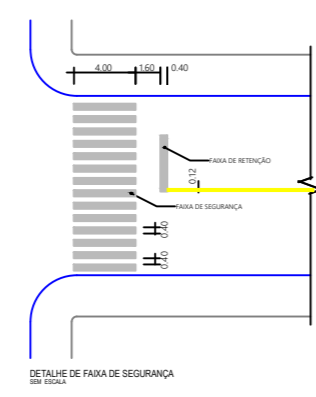 4.00 1.60 0.40
FAIXA DE RETENÇÃO
0.12
FAIXA DE SEGURANÇA
0.40
0.40
DETALHE DE FAIXA DE SEGURANÇA
SEM ESCALA